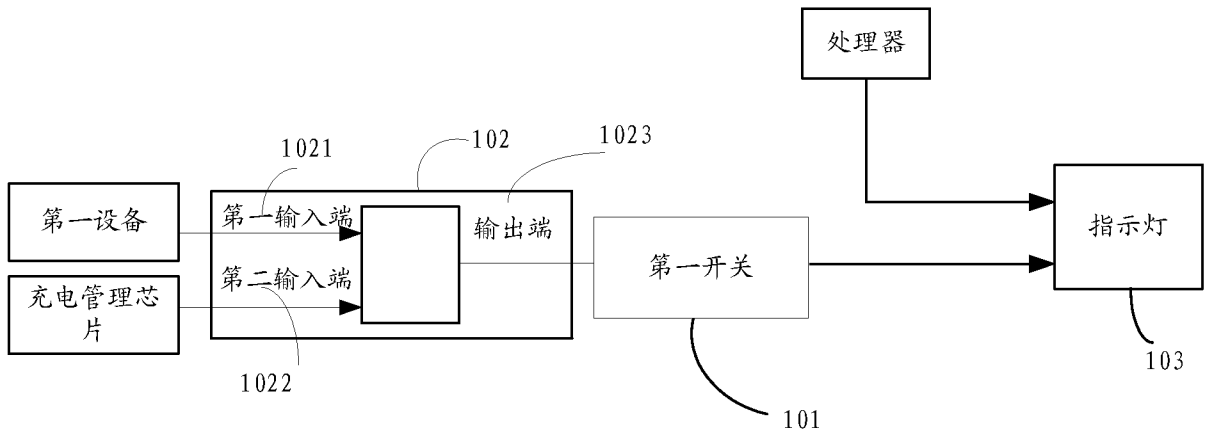 处理器
1021
102
1023
第一设备
第一输入端
输出端
指示灯
第一开关
第二输入端
充电管理芯
片
1022
103
101